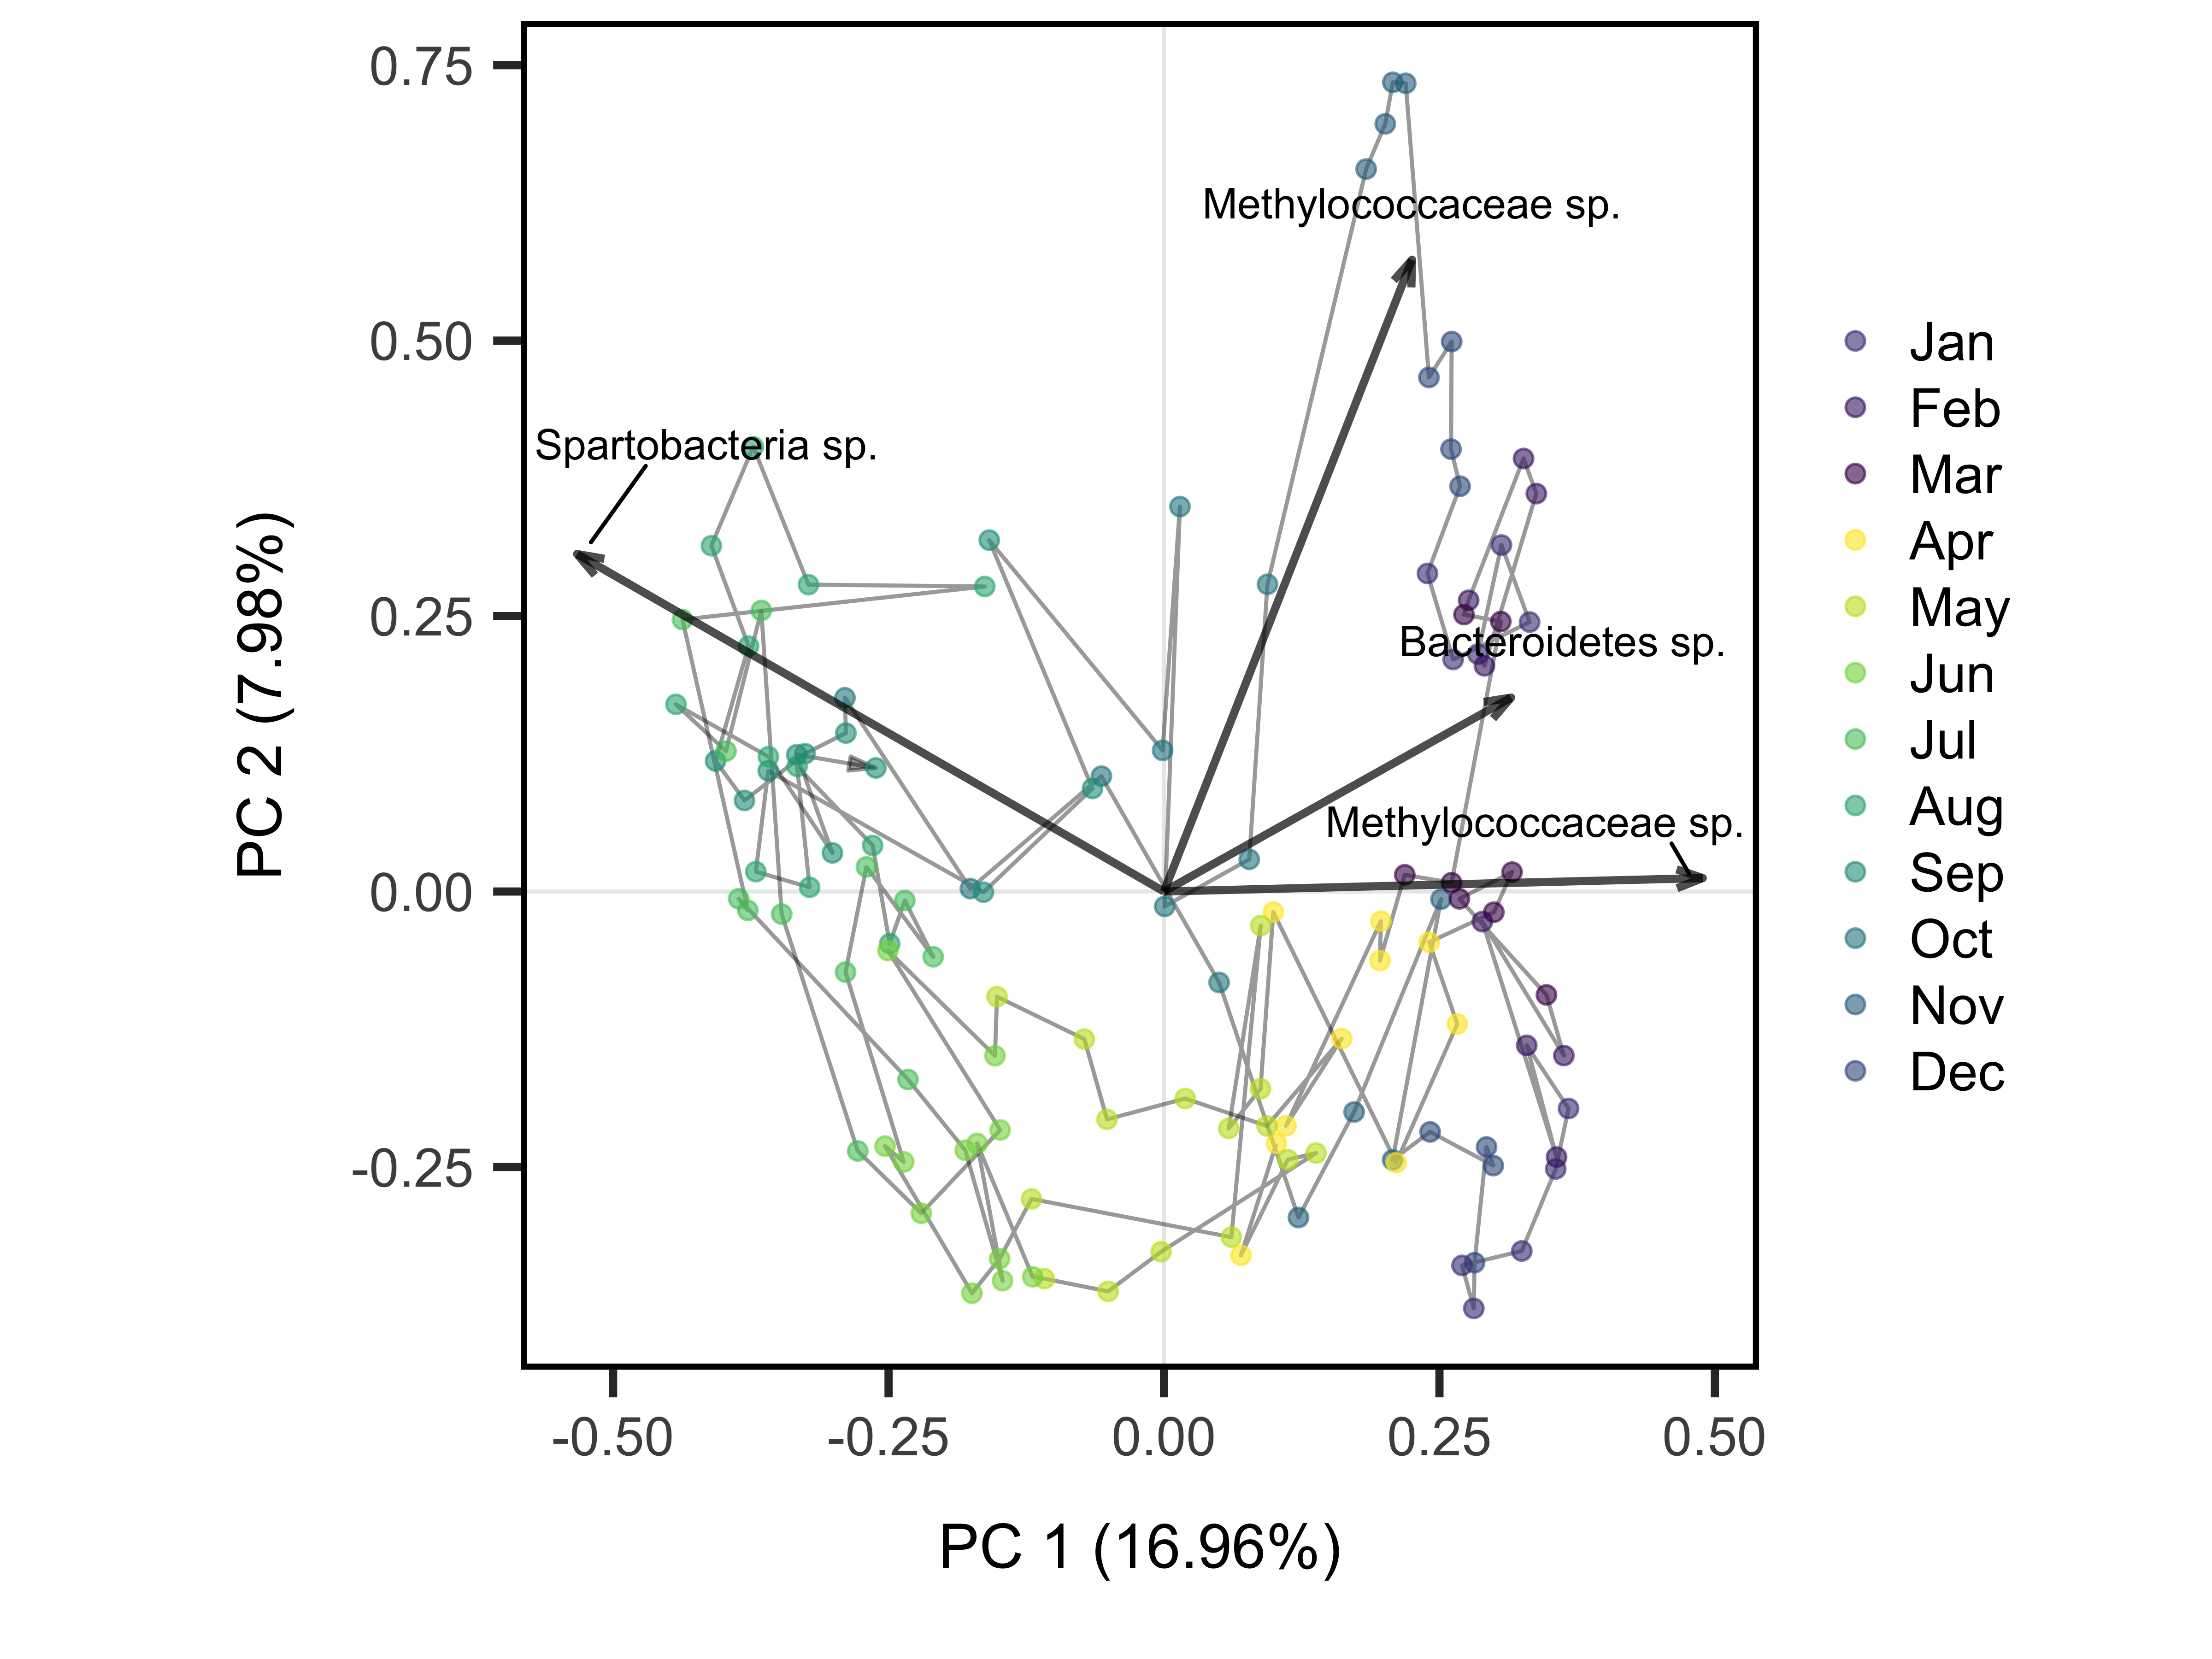 0.75
0.50
0.25
0.00
-0.25
PC 2 (7.98%)
Methylococcaceae sp.
Spartobacteria sp.
Bacteroidetes sp.
Methylococcaceae sp.
-0.50
-0.25
0.00
0.25
0.50
PC 1 (16.96%)
Jan
Feb
Mar
Apr
May
Jun
Jul
Aug
Sep
Oct
Nov
Dec